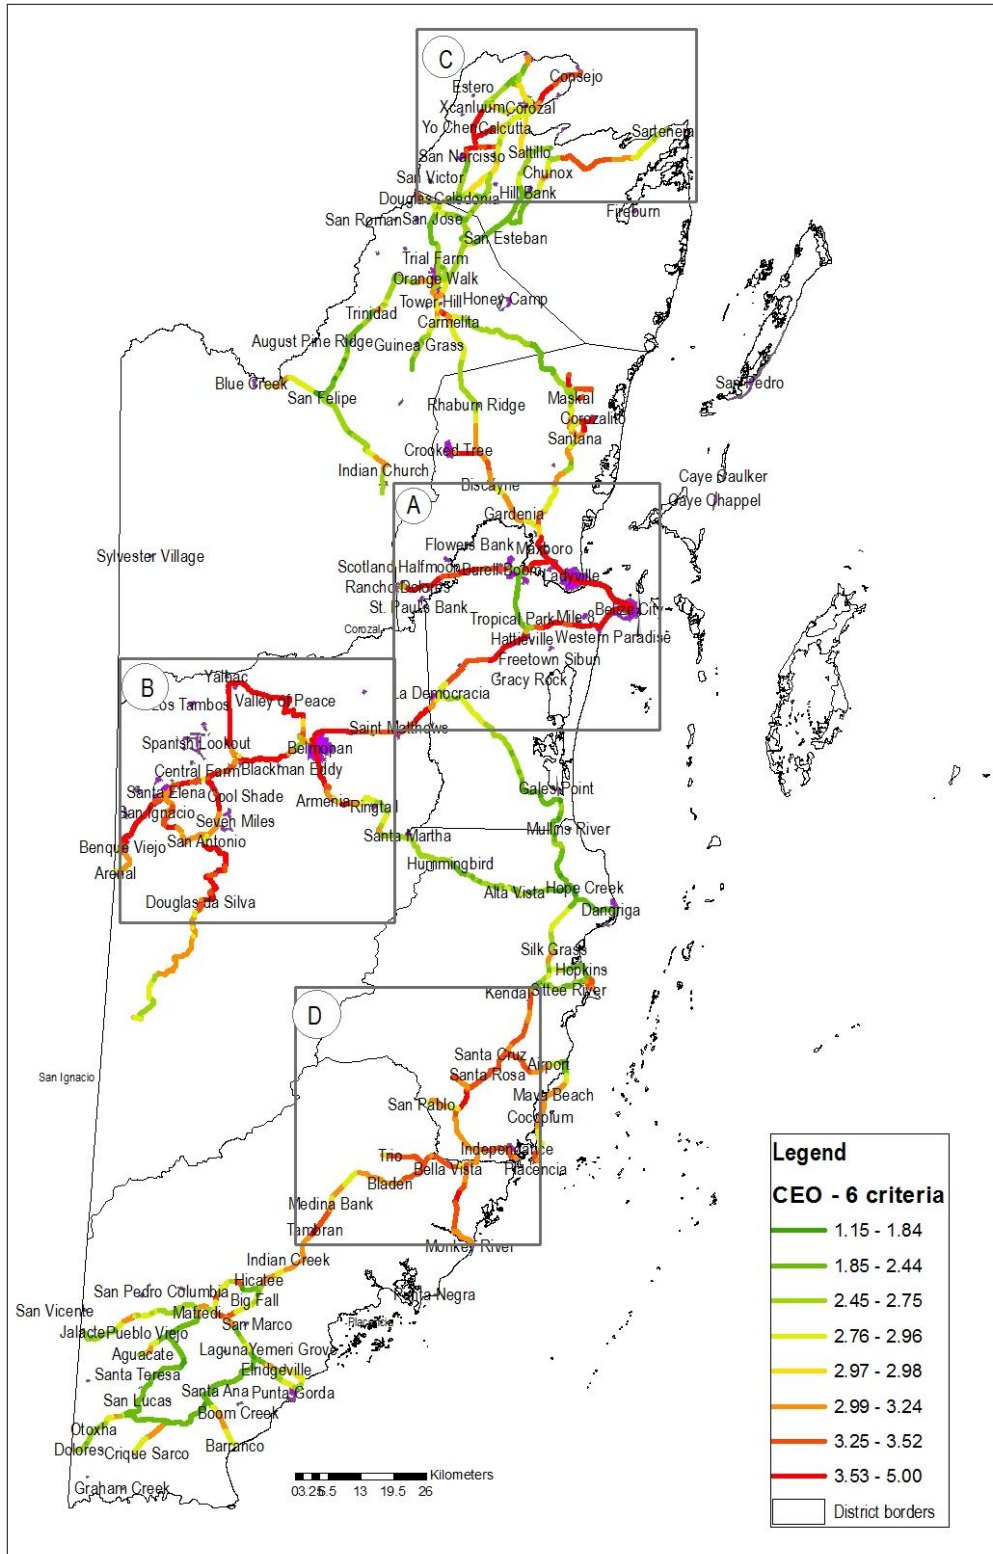 C
Consejo
Estero
Xcanluum
Corozal
Yo Chen
Calcutta
Sarteneja
San Narciso
Saltillo
Chunox
San Victor
Hill Bank
Douglas
Caledonia
Fireburn
San Roman
San Jose
San Esteban
Trial Farm
Orange Walk
Tower Hill
Honey Camp
Trinidad
Carmelita
August Pine Ridge
Guinea Grass
Blue Creek
San Felipe
San Pedro
Maskal
Rhaburn Ridge
Corozalito
Santana
Crooked Tree
Indian Church
Biscayne
Caye Caulker
Caye Chappel
A
Gardenia
Flowers Bank
Maxboro
Sylvester Village
Scotland Halfmoon
Burell Boom
Ladyville
Rancho Dolores
St. Paul's Bank
Tropical Park
Mile 8
Belize City
Corozal
Hattieville
Western Paradise
Freetown Sibun
Gracy Rock
B
Yalbac
La Democracia
Los Tambos
Valley of Peace
Saint Matthews
Spanish Lookout
Belmopan
Central Farm
Blackman Eddy
Santa Elena
Cool Shade
Armenia
Ringtail
Gales Point
San Ignacio
Seven Miles
Mullins River
Benque Viejo
San Antonio
Santa Martha
Arenal
Hummingbird
Alta Vista
Hope Creek
Douglas da Silva
Dangriga
Silk Grass
Hopkins
Kendal
Sittee River
D
Santa Cruz
Airport
San Ignacio
Santa Rosa
Maya Beach
San Pablo
Cocoplum
Independance
Trio
Bella Vista
Placencia
Bladen
Medina Bank
Tambran
Monkey River
Indian Creek
Hicatee
San Pedro Columbia
Big Fall
Punta Negra
San Vicente
Mafredi
San Marco
Placencia
Jalacte
Pueblo Viejo
Aguacate
Laguna
Yemeri Grove
Santa Teresa
Elridgeville
Santa Ana
Punta Gorda
San Lucas
Boom Creek
Otoxha
Dolores
Crique Sarco
Barranco
Graham Creek
Kilometers
03.256.5 13 19.5 26
Legend
CEO - 6 criteria
1.15 - 1.84
1.85 - 2.44
2.45 - 2.75
2.76 - 2.96
2.97 - 2.98
2.99 - 3.24
3.25 - 3.52
3.53 - 5.00
District borders